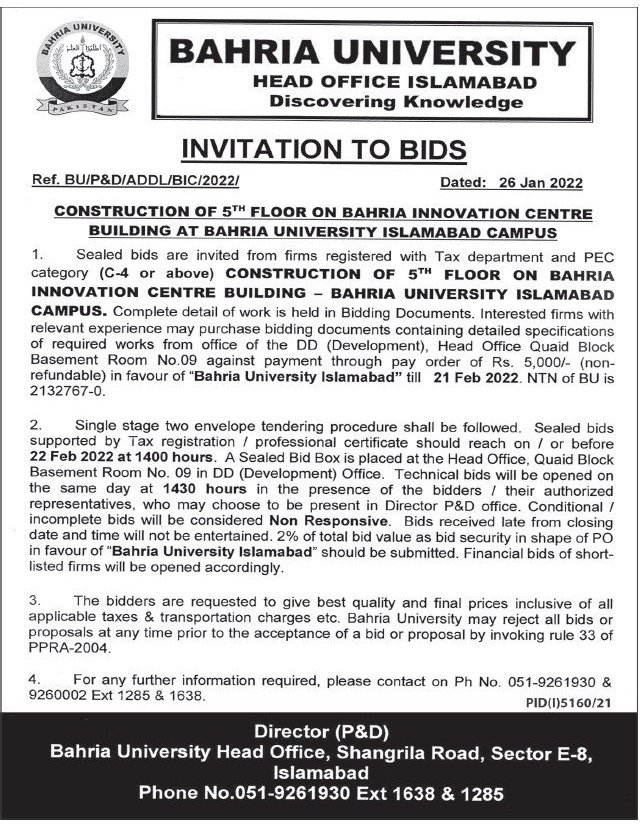 BAHRIA UNIVERSITY
PAKISTAN
BAHRIA UNIVERSITY
HEAD OFFICE ISLAMABAD
Discovering Knowledge
INVITATION TO BIDS
Ref. BU/P&D/ADDL/BIC/2022/ Dated: 26 Jan 2022
CONSTRUCTION OF 5TH FLOOR ON BAHRIA INNOVATION CENTRE
BUILDING AT BAHRIA UNIVERSITY ISLAMABAD CAMPUS
1. Sealed bids are invited from firms registered with Tax department and PEC
category (C-4 or above) CONSTRUCTION OF 5TH FLOOR ON BAHRIA
INNOVATION CENTRE BUILDING – BAHRIA UNIVERSITY ISLAMABAD
CAMPUS. Complete detail of work is held in Bidding Documents. Interested firms with
relevant experience may purchase bidding documents containing detailed specifications
of required works from office of the DD (Development), Head Office Quaid Block
Basement Room No.09 against payment through pay order of Rs. 5,000/- (non-
refundable) in favour of “Bahria University Islamabad” till 21 Feb 2022. NTN of BU is
2132767-0.
2. Single stage two envelope tendering procedure shall be followed. Sealed bids
supported by Tax registration / professional certificate should reach on / or before
22 Feb 2022 at 1400 hours. A Sealed Bid Box is placed at the Head Office, Quaid Block
Basement Room No. 09 in DD (Development) Office. Technical bids will be opened on
the same day at 1430 hours in the presence of the bidders / their authorized
representatives, who may choose to be present in Director P&D office. Conditional /
incomplete bids will be considered Non Responsive. Bids received late from closing
date and time will not be entertained. 2% of total bid value as bid security in shape of PO
in favour of “Bahria University Islamabad” should be submitted. Financial bids of short-
listed firms will be opened accordingly.
3. The bidders are requested to give best quality and final prices inclusive of all
applicable taxes & transportation charges etc. Bahria University may reject all bids or
proposals at any time prior to the acceptance of a bid or proposal by invoking rule 33 of
PPRA-2004.
4. For any further information required, please contact on Ph No. 051-9261930 &
9260002 Ext 1285 & 1638.
PID(I)5160/21
Director (P&D)
Bahria University Head Office, Shangrila Road, Sector E-8,
Islamabad
Phone No.051-9261930 Ext 1638 & 1285